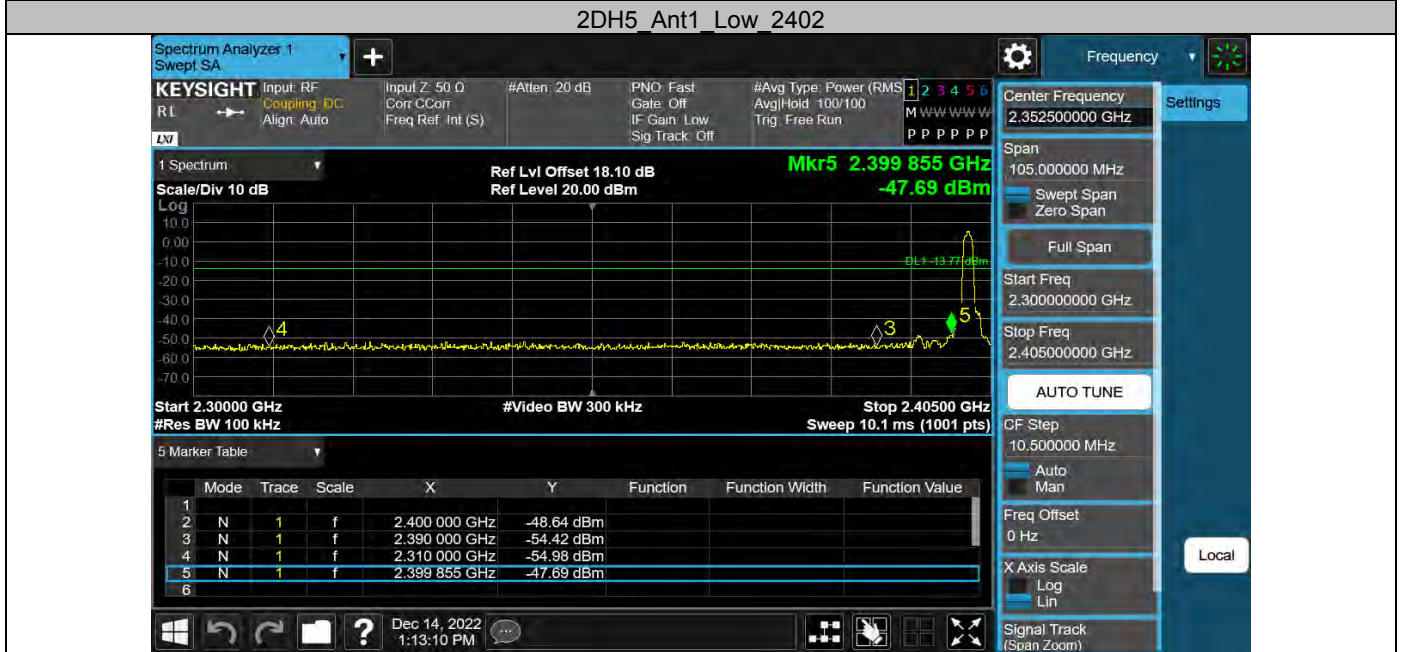 2DH5_Ant1_Low_2402
Spectrum Analyzer 1
Swept SA
+
Frequency
KEYSIGHT
RL
LXI
Input: RF
Coupling: DC
Align: Auto
Input Z: 50 Ω
Corr CCorr
Freq Ref: Int (S)
#Atten: 20 dB
PNO: Fast
Gate: Off
IF Gain: Low
Sig Track: Off
#Avg Type: Power (RMS
Avg|Hold: 100/100
Trig: Free Run
1 2 3 4 5 6
M W W W W W
P P P P P P
Center Frequency
2.352500000 GHz
Settings
1 Spectrum
Ref Lvl Offset 18.10 dB
Mkr5 2.399 855 GHz
Scale/Div 10 dB
Ref Level 20.00 dBm
-47.69 dBm
Log
10.0
0.00
-10.0
-20.0
-30.0
-40.0
-50.0
-60.0
-70.0
DL1 -13.77 dBm
4
3
5
Start 2.30000 GHz
#Video BW 300 kHz
Stop 2.40500 GHz
#Res BW 100 kHz
Sweep 10.1 ms (1001 pts)
Span
105.000000 MHz
Swept Span
Zero Span
Full Span
Start Freq
2.300000000 GHz
Stop Freq
2.405000000 GHz
AUTO TUNE
CF Step
10.500000 MHz
Auto
Man
Freq Offset
0 Hz
X Axis Scale
Log
Lin
Signal Track
(Span Zoom)
Local
5 Marker Table
Mode Trace Scale X Y Function Function Width Function Value
1
2 N 1 f 2.400 000 GHz -48.64 dBm
3 N 1 f 2.390 000 GHz -54.42 dBm
4 N 1 f 2.310 000 GHz -54.98 dBm
5 N 1 f 2.399 855 GHz -47.69 dBm
6
?
Dec 14, 2022
1:13:10 PM